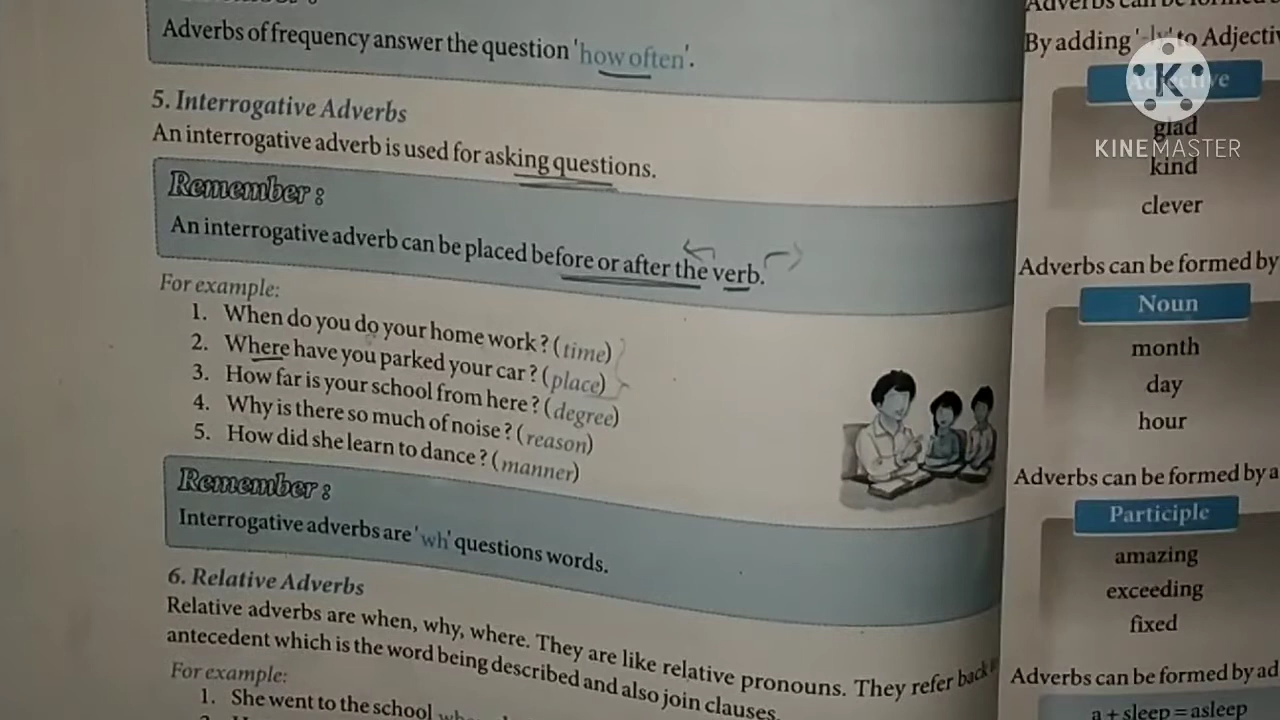 Adverbs of frequency answer the question 'how often'.
5. Interrogative Adverbs
An interrogative adverb is used for asking questions.
Remember :
An interrogative adverb can be placed before or after the verb.
For example:
1. When do you do your home work? (time)
2. Where have you parked your car? (place)
3. How far is your school from here? (degree)
4. Why is there so much of noise? (reason)
5. How did she learn to dance? (manner)
Remember :
Interrogative adverbs are 'wh' questions words.
6. Relative Adverbs
Relative adverbs are when, why, where. They are like relative pronouns. They refer back
antecedent which is the word being described and also join clauses.
For example:
1. She went to the school
Adverbs can be formed
By adding '-ly' to
Adjective
glad
kind
clever
Adverbs can be formed by
Noun
month
day
hour
Adverbs can be formed by a
Participle
amazing
exceeding
fixed
Adverbs can be formed by ad
a + sleep = asleep
K
KINEMASTER